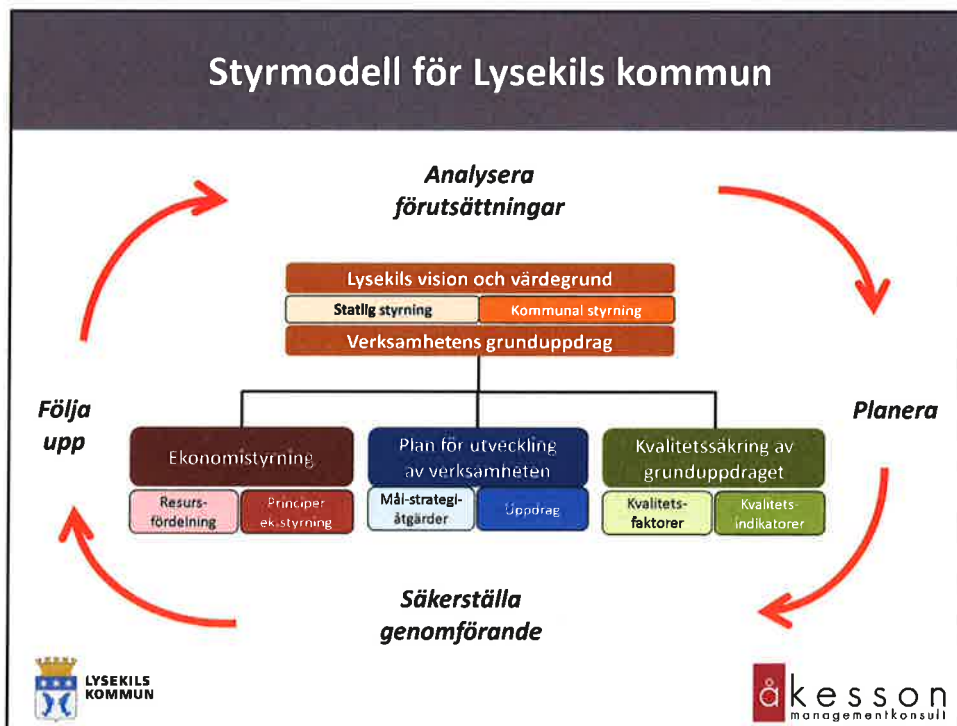 Styrmodell för Lysekils kommun
Analysera
förutsättningar
Lysekils vision och värdegrund
Statlig styrning
Kommunal styrning
Verksamhetens grunduppdrag
Följa
upp
Planera
Ekonomistyrning
Plan för utveckling
av verksamheten
Kvalitetssäkring av
grunduppdraget
Resurs-
fördelning
Principer
ek-styrning
Mål-strategi-
åtgärder
Uppdrag
Kvalitets-
faktorer
Kvalitets-
indikatorer
Säkerställa
genomförande
LYSEKILS
KOMMUN
åkesson
managementkonsult